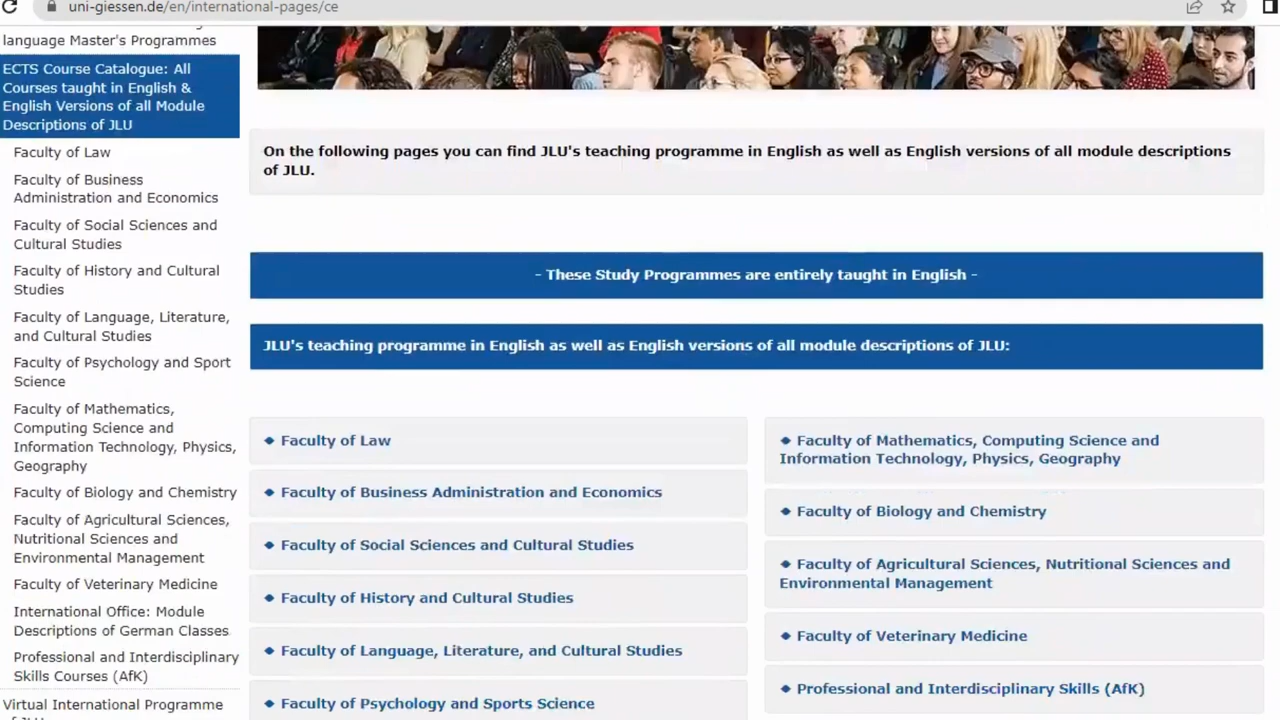 uni-giessen.de/en/international-pages/ce
language Master's Programmes
ECTS Course Catalogue: All
Courses taught in English &
English Versions of all Module
Descriptions of JLU
Faculty of Law
Faculty of Business
Administration and Economics
Faculty of Social Sciences and
Cultural Studies
Faculty of History and Cultural
Studies
Faculty of Language, Literature,
and Cultural Studies
Faculty of Psychology and Sport
Science
Faculty of Mathematics,
Computing Science and
Information Technology, Physics,
Geography
Faculty of Biology and Chemistry
Faculty of Agricultural Sciences,
Nutritional Sciences and
Environmental Management
Faculty of Veterinary Medicine
International Office: Module
Descriptions of German Classes
Professional and Interdisciplinary
Skills Courses (AfK)
Virtual International Programme
of JLU
On the following pages you can find JLU's teaching programme in English as well as English versions of all module descriptions
of JLU.
- These Study Programmes are entirely taught in English -
JLU's teaching programme in English as well as English versions of all module descriptions of JLU:
Faculty of Law
Faculty of Business Administration and Economics
Faculty of Social Sciences and Cultural Studies
Faculty of History and Cultural Studies
Faculty of Language, Literature, and Cultural Studies
Faculty of Psychology and Sports Science
Faculty of Mathematics, Computing Science and
Information Technology, Physics, Geography
Faculty of Biology and Chemistry
Faculty of Agricultural Sciences, Nutritional Sciences and
Environmental Management
Faculty of Veterinary Medicine
Professional and Interdisciplinary Skills (AfK)